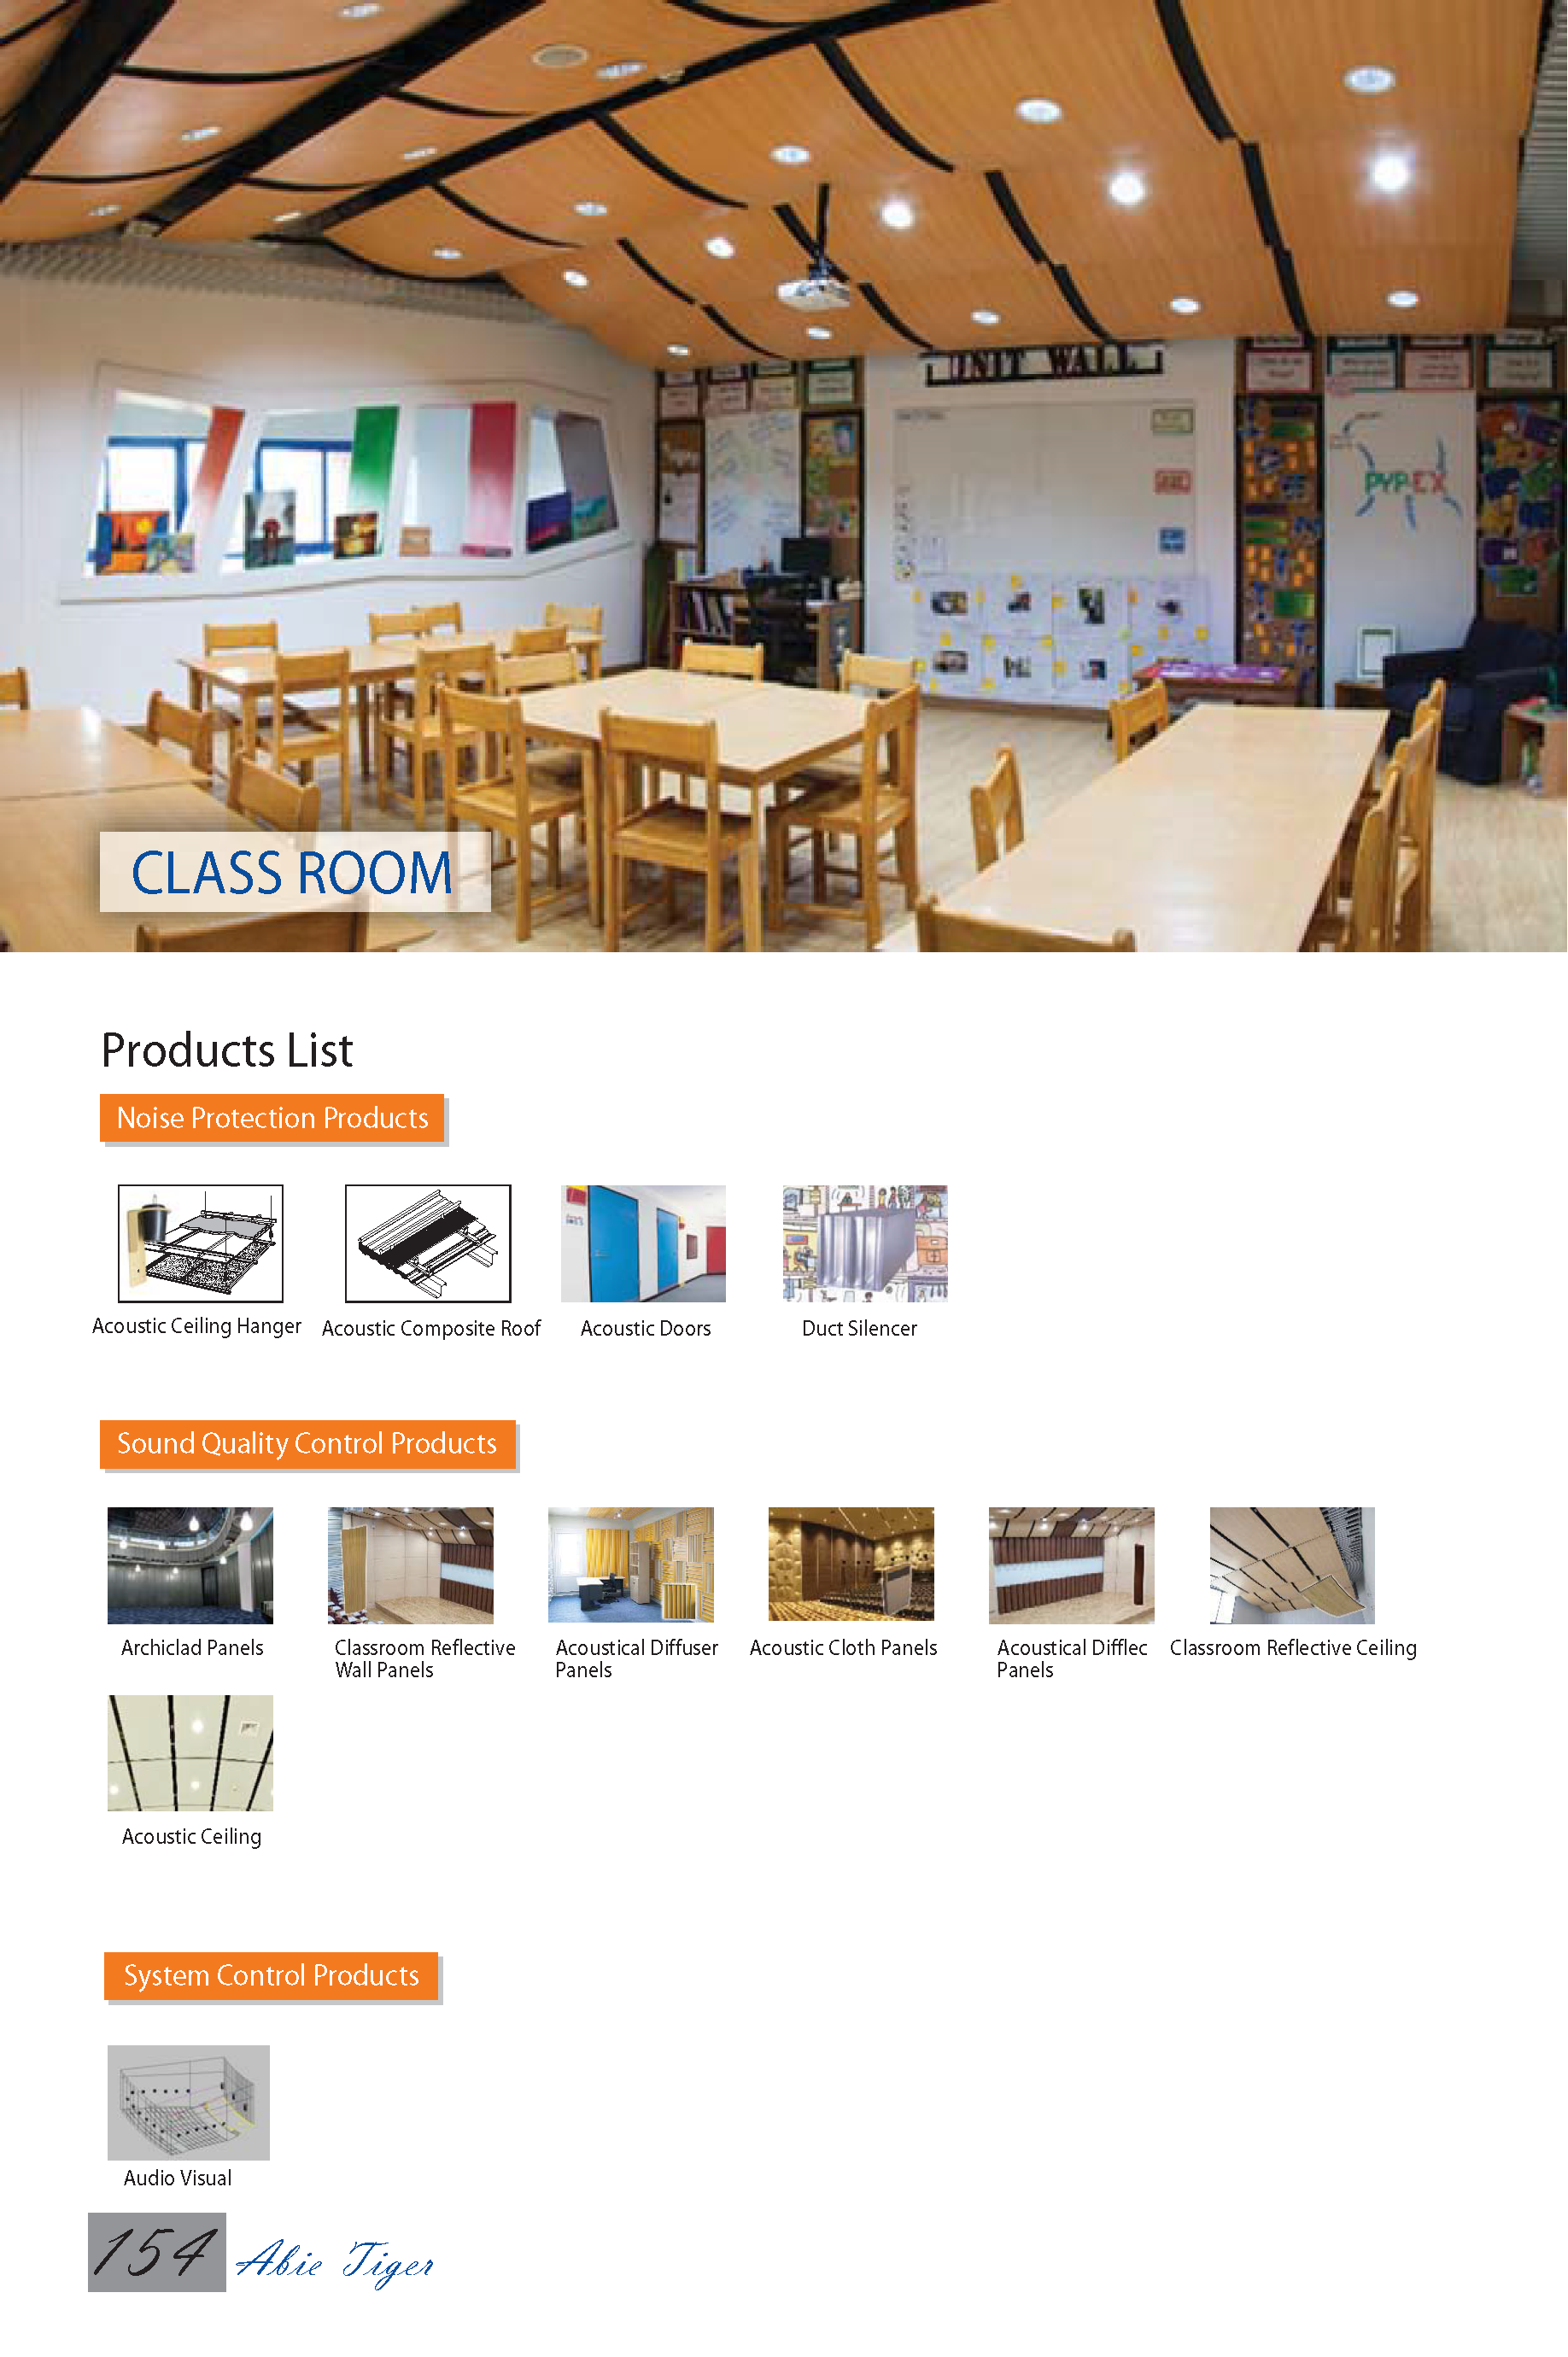 UNIT WALL
PYP-EX
CLASS ROOM
Products List
Noise Protection Products
Acoustic Ceiling Hanger
Acoustic Composite Roof
Acoustic Doors
Duct Silencer
Sound Quality Control Products
Archiclad Panels
Classroom Reflective
Wall Panels
Acoustical Diffuser
Panels
Acoustic Cloth Panels
Acoustical Difflec
Panels
Classroom Reflective Ceiling
Acoustic Ceiling
System Control Products
Audio Visual
154 Abie Tiger